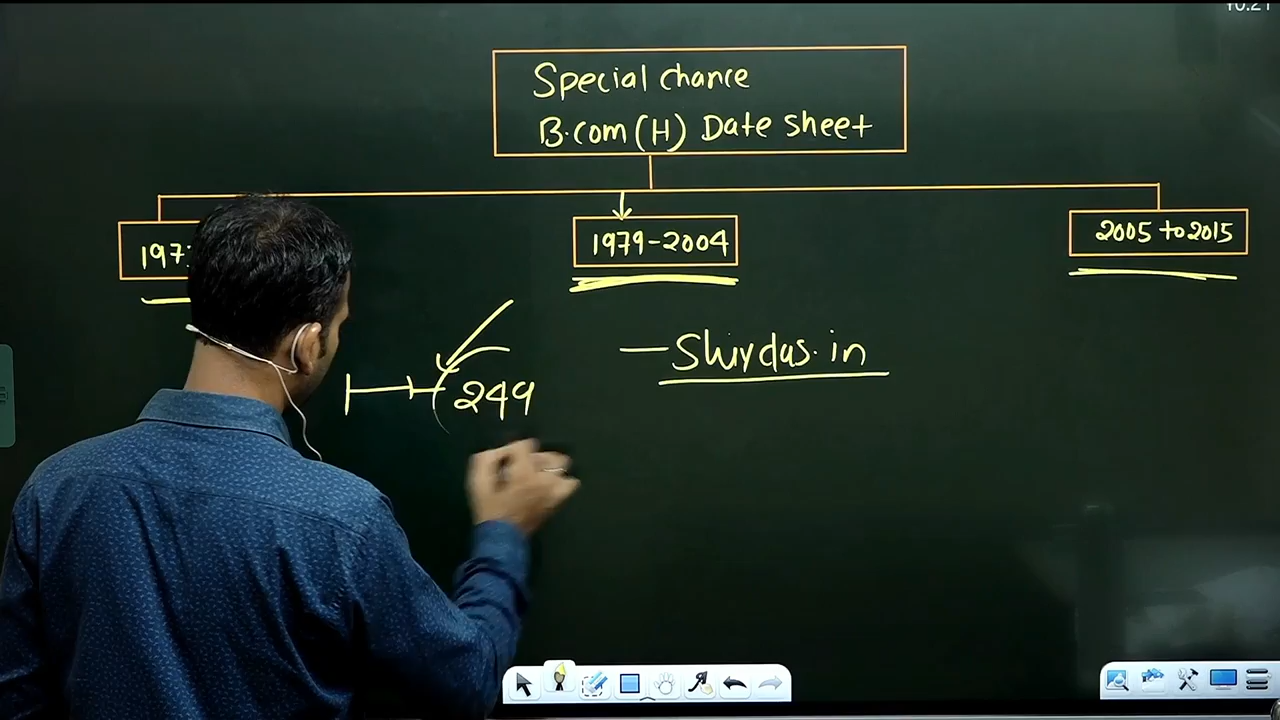 Special chance
B.com (H) Date sheet
1979-2004
2005 to 2015
Shivdas.in
249